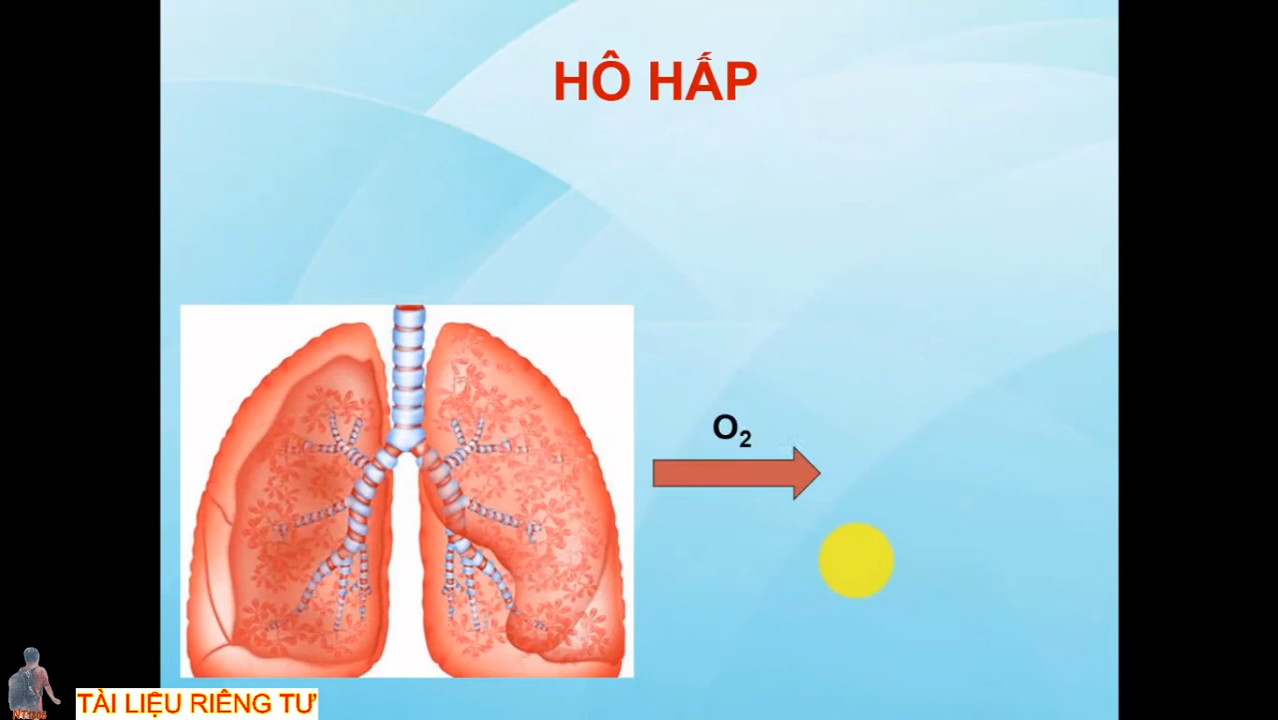 HÔ HẤP
O₂
TÀI LIỆU RIÊNG TƯ